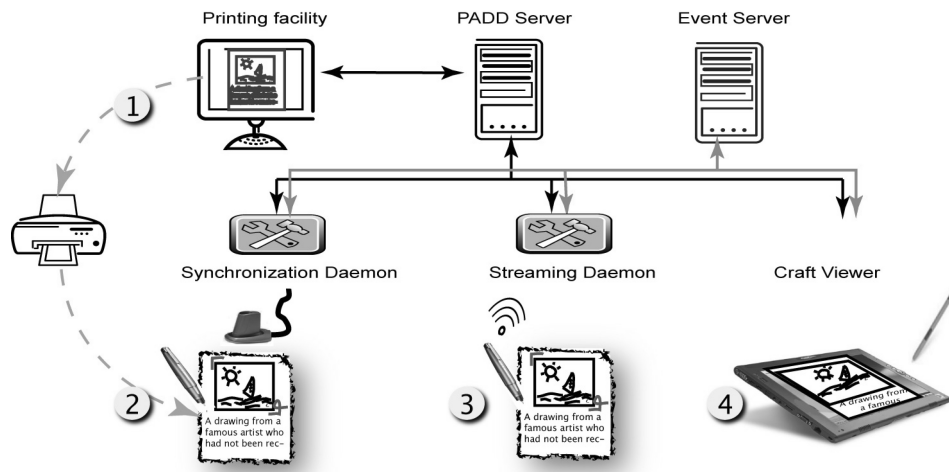 Printing facility
PADD Server
Event Server
1
Synchronization Daemon
Streaming Daemon
Craft Viewer
2
A drawing from a
famous artist who
had not been rec-
3
A drawing from a
famous artist who
had not been rec-
4
A drawing from
a famous